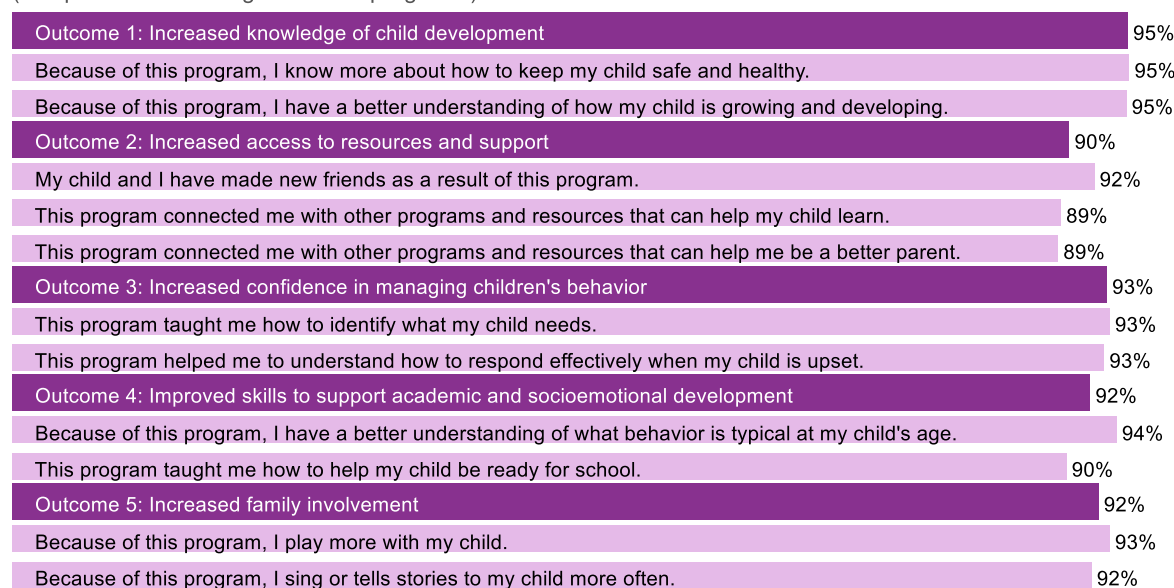 Outcome 1: Increased knowledge of child development 95%
Because of this program, I know more about how to keep my child safe and healthy. 95%
Because of this program, I have a better understanding of how my child is growing and developing. 95%
Outcome 2: Increased access to resources and support 90%
My child and I have made new friends as a result of this program. 92%
This program connected me with other programs and resources that can help my child learn. 89%
This program connected me with other programs and resources that can help me be a better parent. 89%
Outcome 3: Increased confidence in managing children's behavior 93%
This program taught me how to identify what my child needs. 93%
This program helped me to understand how to respond effectively when my child is upset. 93%
Outcome 4: Improved skills to support academic and socioemotional development 92%
Because of this program, I have a better understanding of what behavior is typical at my child's age. 94%
This program taught me how to help my child be ready for school. 90%
Outcome 5: Increased family involvement 92%
Because of this program, I play more with my child. 93%
Because of this program, I sing or tells stories to my child more often. 92%